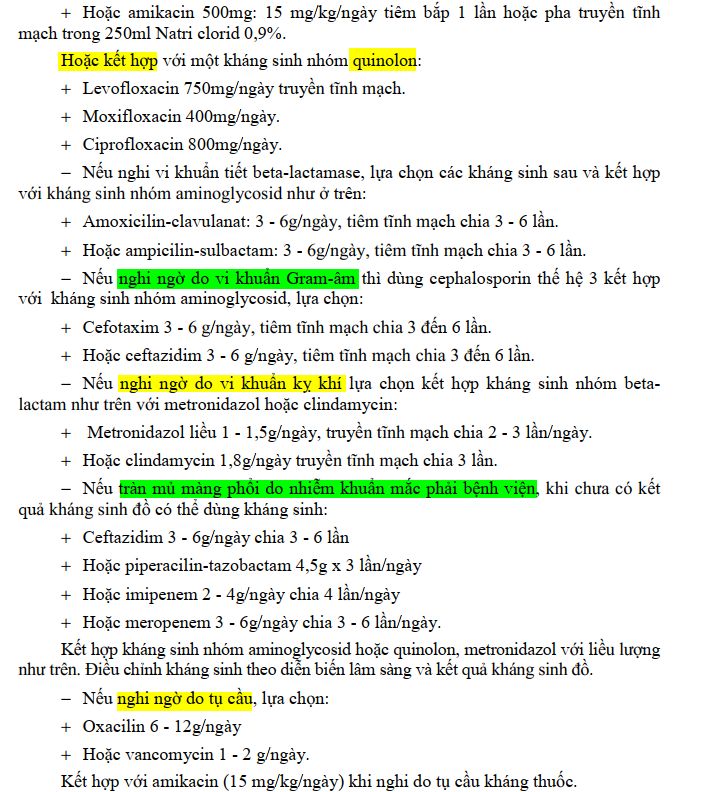 + Hoặc amikacin 500mg: 15 mg/kg/ngày tiêm bắp 1 lần hoặc pha truyền tĩnh
mạch trong 250ml Natri clorid 0,9%.
Hoặc kết hợp với một kháng sinh nhóm quinolon:
+ Levofloxacin 750mg/ngày truyền tĩnh mạch.
+ Moxifloxacin 400mg/ngày.
+ Ciprofloxacin 800mg/ngày.
− Nếu nghi vi khuẩn tiết beta-lactamase, lựa chọn các kháng sinh sau và kết hợp
với kháng sinh nhóm aminoglycosid như ở trên:
+ Amoxicilin-clavulanat: 3 - 6g/ngày, tiêm tĩnh mạch chia 3 - 6 lần.
+ Hoặc ampicilin-sulbactam: 3 - 6g/ngày, tiêm tĩnh mạch chia 3 - 6 lần.
− Nếu nghi ngờ do vi khuẩn Gram-âm thì dùng cephalosporin thế hệ 3 kết hợp
với kháng sinh nhóm aminoglycosid, lựa chọn:
+ Cefotaxim 3 - 6 g/ngày, tiêm tĩnh mạch chia 3 đến 6 lần.
+ Hoặc ceftazidim 3 - 6 g/ngày, tiêm tĩnh mạch chia 3 đến 6 lần.
− Nếu nghi ngờ do vi khuẩn kỵ khí lựa chọn kết hợp kháng sinh nhóm beta-
lactam như trên với metronidazol hoặc clindamycin:
+ Metronidazol liều 1 - 1,5g/ngày, truyền tĩnh mạch chia 2 - 3 lần/ngày.
+ Hoặc clindamycin 1,8g/ngày truyền tĩnh mạch chia 3 lần.
− Nếu tràn mủ màng phổi do nhiễm khuẩn mắc phải bệnh viện, khi chưa có kết
quả kháng sinh đồ có thể dùng kháng sinh:
+ Ceftazidim 3 - 6g/ngày chia 3 - 6 lần
+ Hoặc piperacilin-tazobactam 4,5g x 3 lần/ngày
+ Hoặc imipenem 2 - 4g/ngày chia 4 lần/ngày
+ Hoặc meropenem 3 - 6g/ngày chia 3 - 6 lần/ngày.
Kết hợp kháng sinh nhóm aminoglycosid hoặc quinolon, metronidazol với liều lượng
như trên. Điều chỉnh kháng sinh theo diễn biến lâm sàng và kết quả kháng sinh đồ.
− Nếu nghi ngờ do tụ cầu, lựa chọn:
+ Oxacilin 6 - 12g/ngày
+ Hoặc vancomycin 1 - 2 g/ngày.
Kết hợp với amikacin (15 mg/kg/ngày) khi nghi do tụ cầu kháng thuốc.